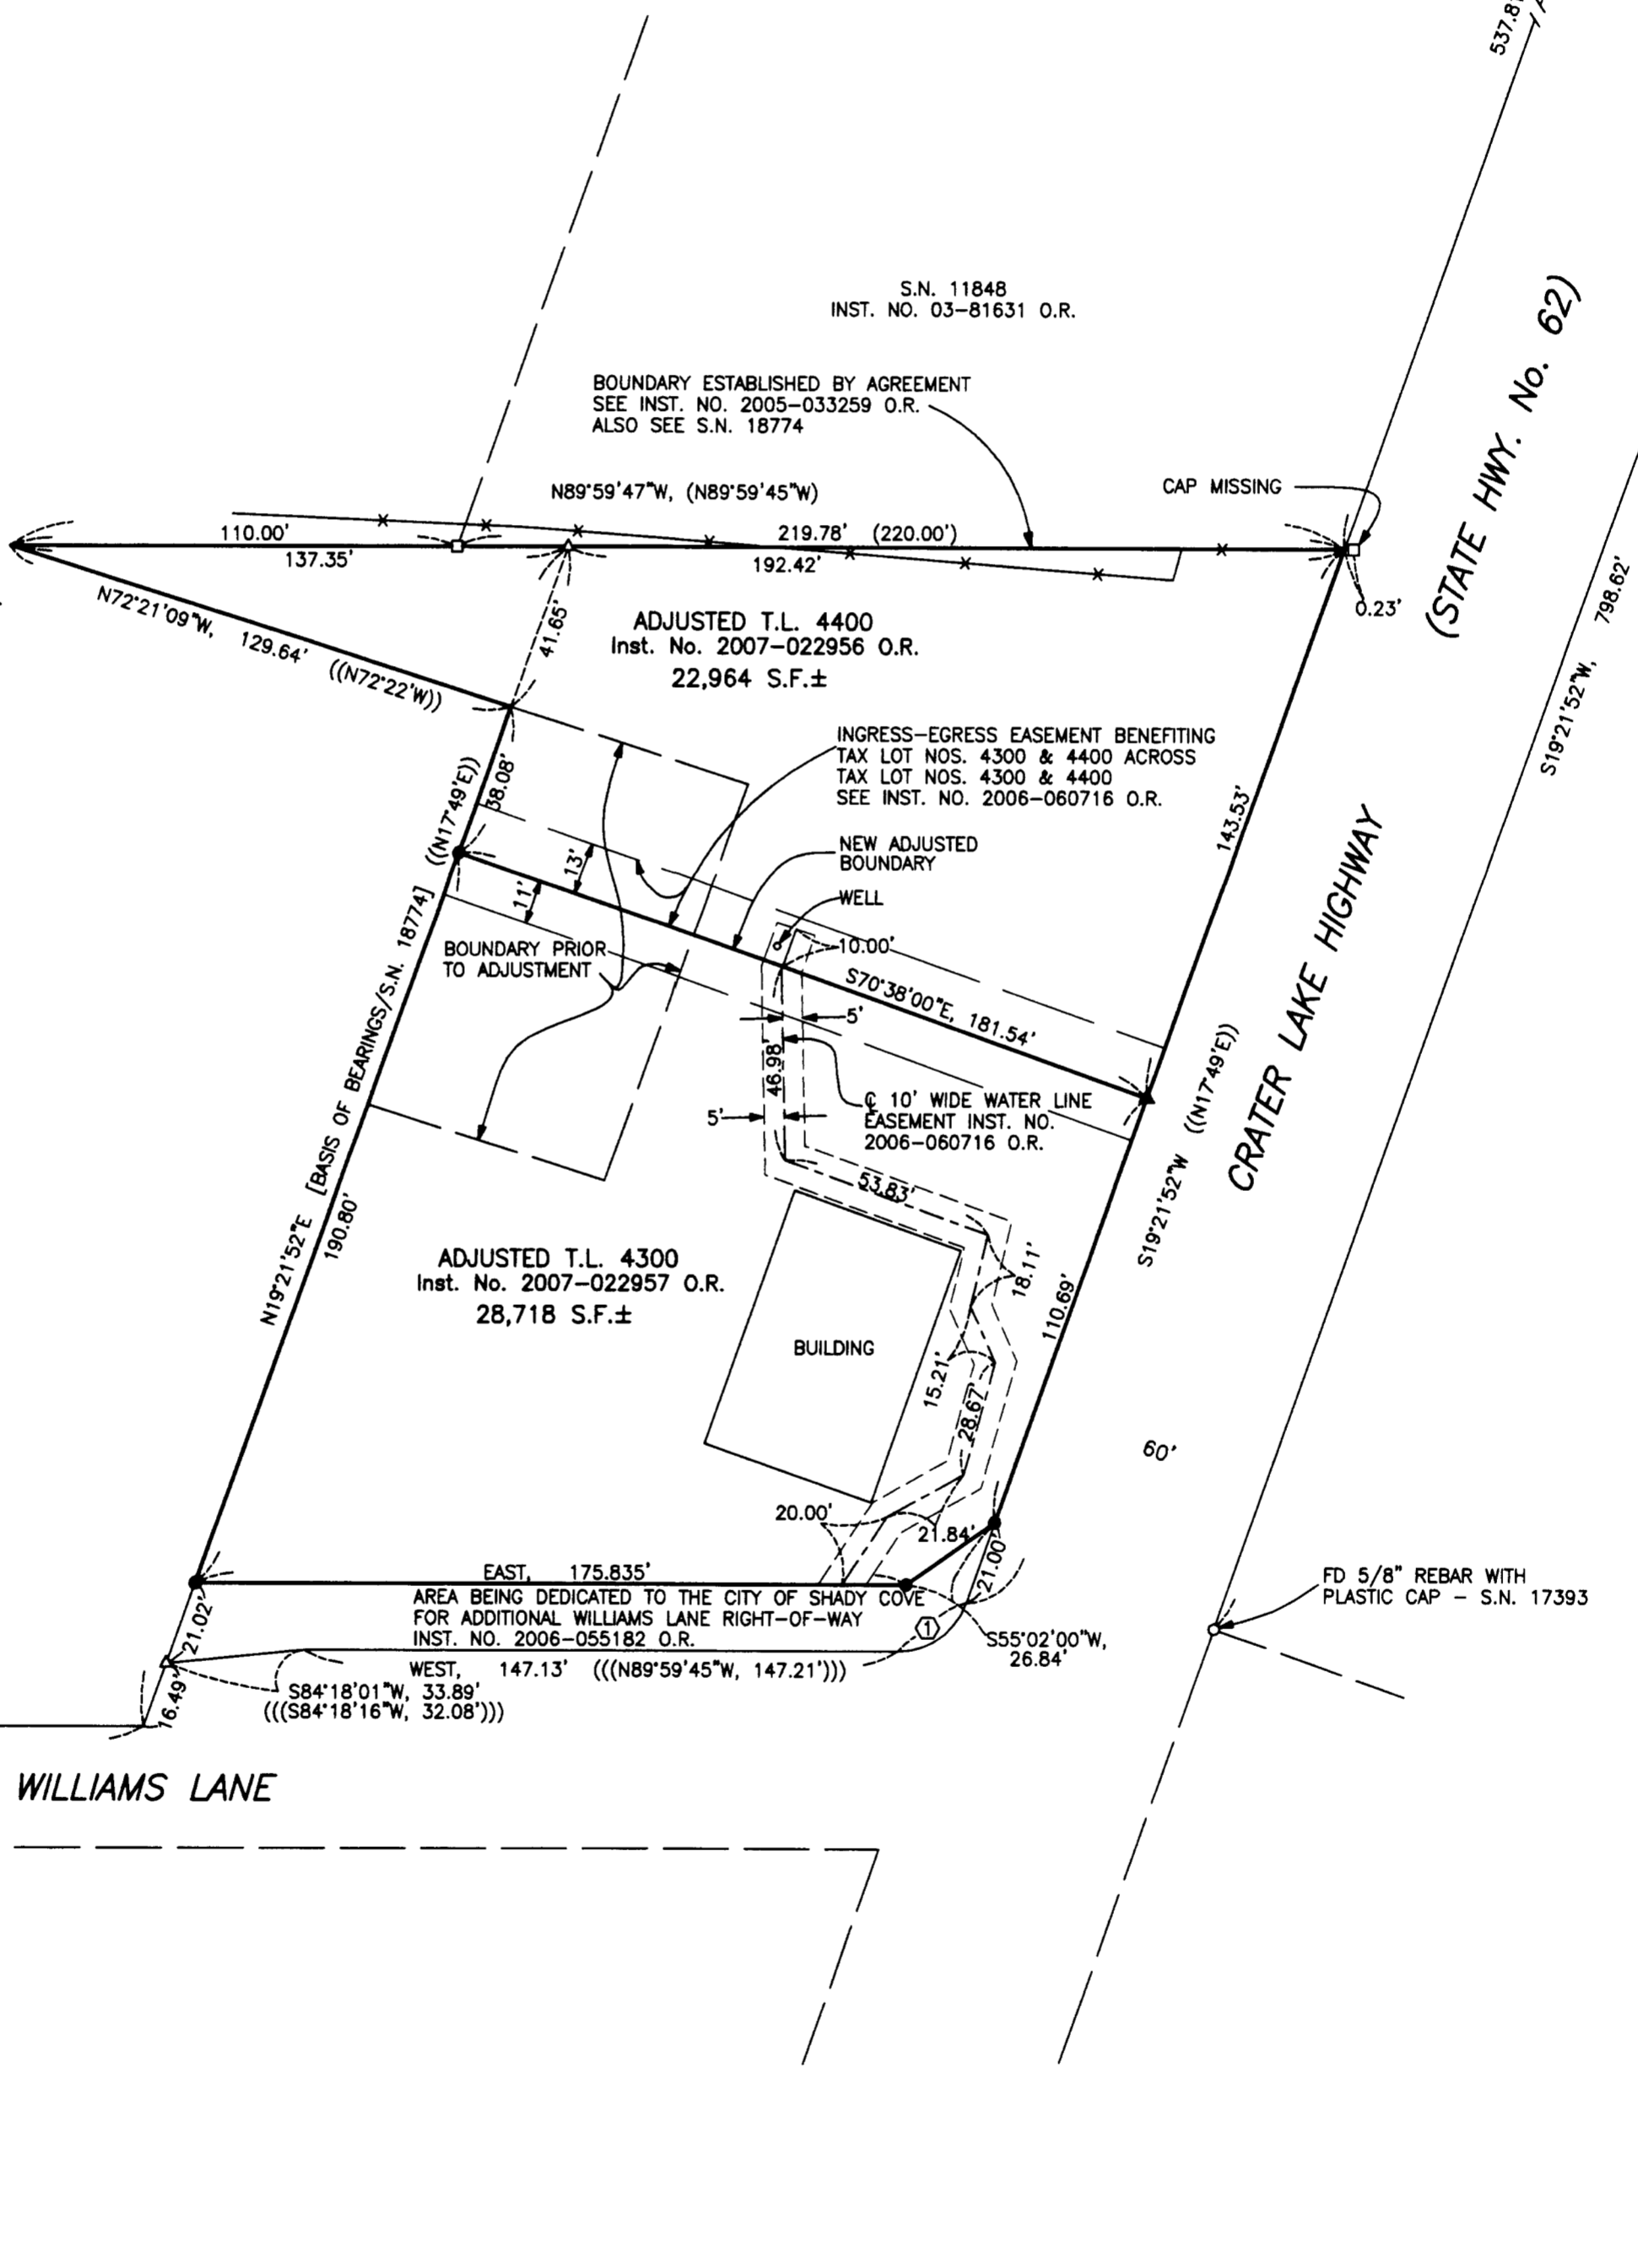 537.81'
S.N. 11848
INST. NO. 03-81631 O.R.
BOUNDARY ESTABLISHED BY AGREEMENT
SEE INST. NO. 2005-033259 O.R.
ALSO SEE S.N. 18774
(STATE HWY. No. 62)
N89°59'47"W, (N89°59'45"W)
CAP MISSING
110.00'
219.78' (220.00')
137.35'
192.42'
0.23'
S19°21'52"W, 798.62'
N72°21'09"W, 129.64' ((N72°22'W))
41.65'
ADJUSTED T.L. 4400
Inst. No. 2007-022956 O.R.
22,964 S.F.±
INGRESS-EGRESS EASEMENT BENEFITING
TAX LOT NOS. 4300 & 4400 ACROSS
TAX LOT NOS. 4300 & 4400
SEE INST. NO. 2006-060716 O.R.
((N17°49'E))
38.08'
143.53'
NEW ADJUSTED
BOUNDARY
13'
11'
WELL
10.00'
BOUNDARY PRIOR
TO ADJUSTMENT
S70°38'00"E, 181.54'
5'
46.98'
5'
℄ 10' WIDE WATER LINE
EASEMENT INST. NO.
2006-060716 O.R.
CRATER LAKE HIGHWAY
S19°21'52"W ((N17°49'E))
N19°21'52"E [BASIS OF BEARINGS/S.N. 18774]
190.80'
53.83'
ADJUSTED T.L. 4300
Inst. No. 2007-022957 O.R.
28,718 S.F.±
18.11'
110.69'
BUILDING
15.21'
28.67'
60'
20.00'
21.84'
21.00'
EAST, 175.835'
AREA BEING DEDICATED TO THE CITY OF SHADY COVE
FOR ADDITIONAL WILLIAMS LANE RIGHT-OF-WAY
INST. NO. 2006-055182 O.R.
FD 5/8" REBAR WITH
PLASTIC CAP - S.N. 17393
21.02'
1
S55°02'00"W,
26.84'
WEST, 147.13' (((N89°59'45"W, 147.21')))
S84°18'01"W, 33.89'
(((S84°18'16"W, 32.08')))
16.49'
WILLIAMS LANE